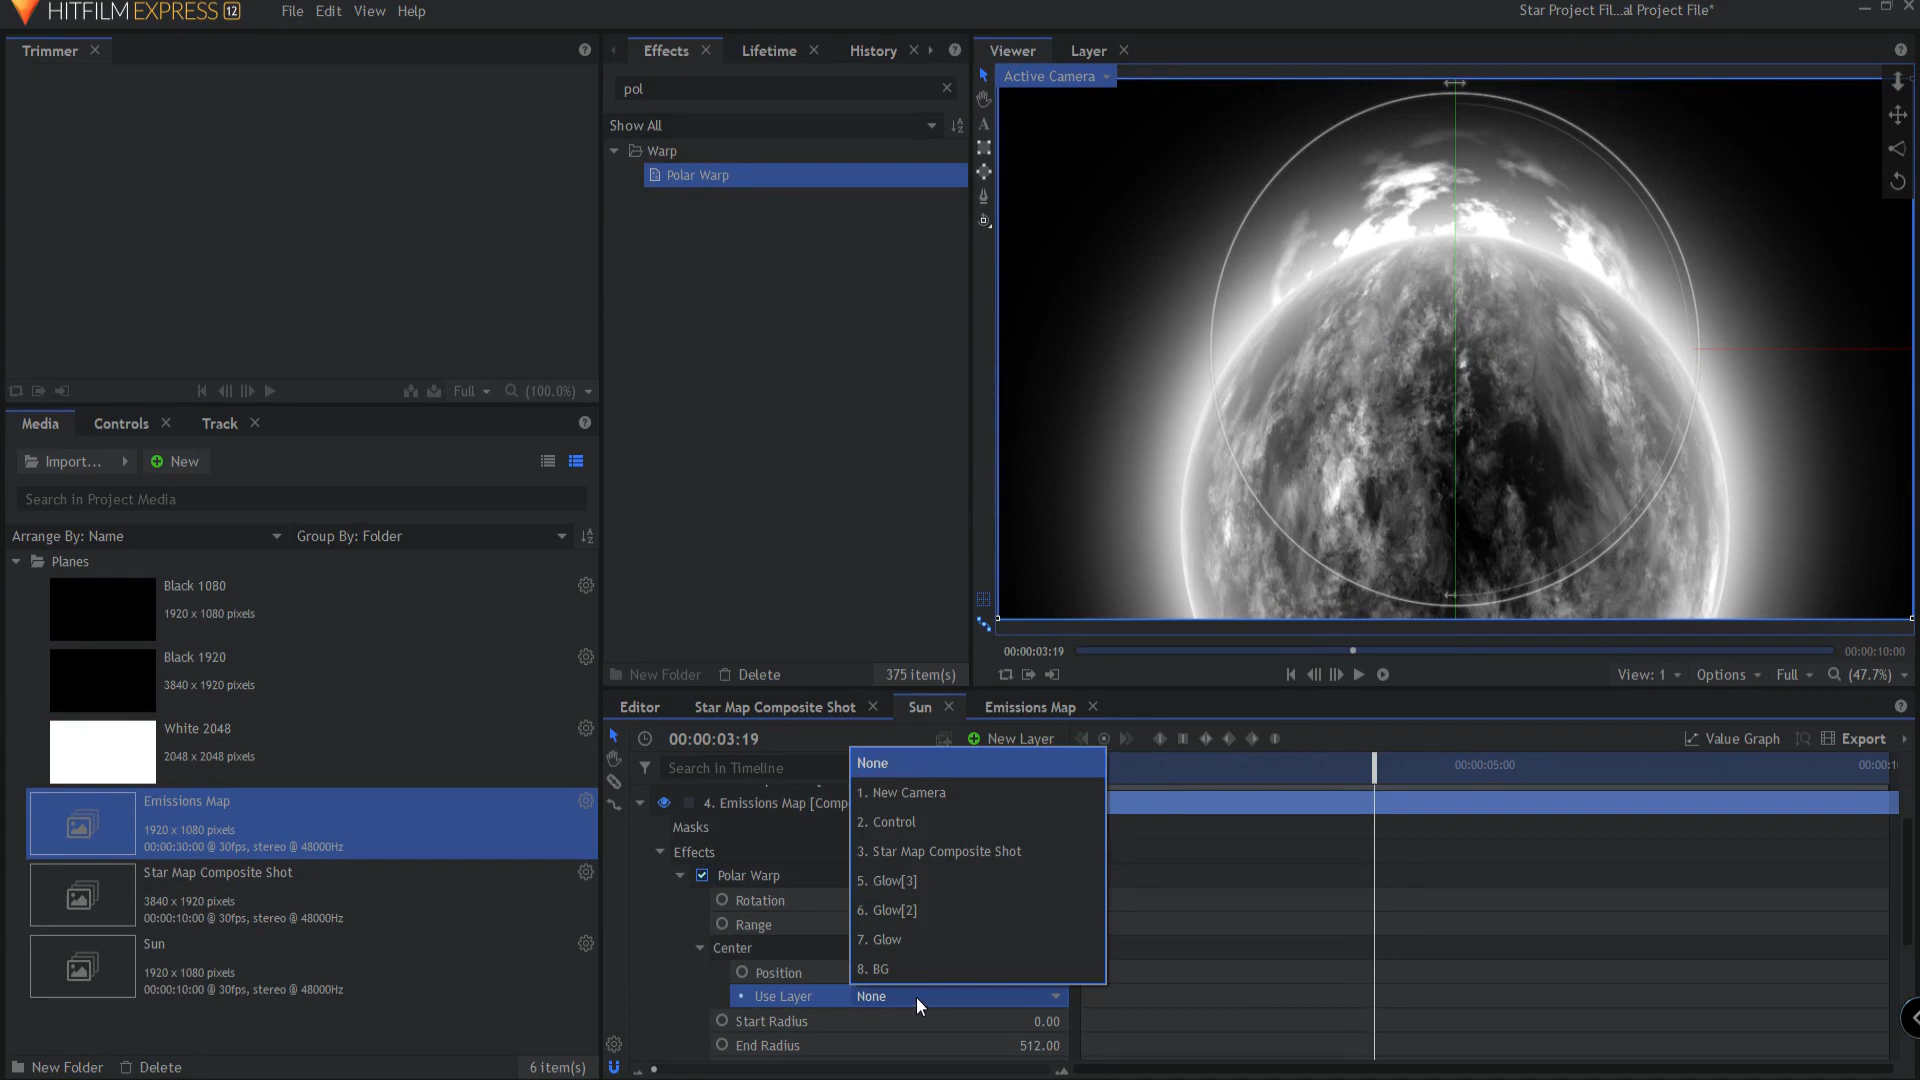 HITFILM EXPRESS 12
File Edit View Help
Star Project Fil...al Project File*
Trimmer
Effects Lifetime History
Viewer Layer
pol
Active Camera
Show All
Warp
Polar Warp
Full (100.0%)
Media Controls Track
Import... New
Search in Project Media
Arrange By: Name Group By: Folder
Planes
Black 1080
1920 x 1080 pixels
Black 1920
3840 x 1920 pixels
White 2048
2048 x 2048 pixels
Emissions Map
1920 x 1080 pixels
00:00:30:00 @ 30fps, stereo @ 48000Hz
Star Map Composite Shot
3840 x 1920 pixels
00:00:10:00 @ 30fps, stereo @ 48000Hz
Sun
1920 x 1080 pixels
00:00:10:00 @ 30fps, stereo @ 48000Hz
New Folder Delete 6 item(s)
New Folder Delete 375 item(s)
00:00:03:19 00:00:10:00
View: 1 Options Full (47.7%)
Editor Star Map Composite Shot Sun Emissions Map
00:00:03:19 New Layer Value Graph Export
Search in Timeline
00:00:05:00 00:00:1
4. Emissions Map [Comp
Masks
Effects
Polar Warp
Rotation
Range
Center
Position
Use Layer None
Start Radius 0.00
End Radius 512.00
None
1. New Camera
2. Control
3. Star Map Composite Shot
5. Glow[3]
6. Glow[2]
7. Glow
8. BG